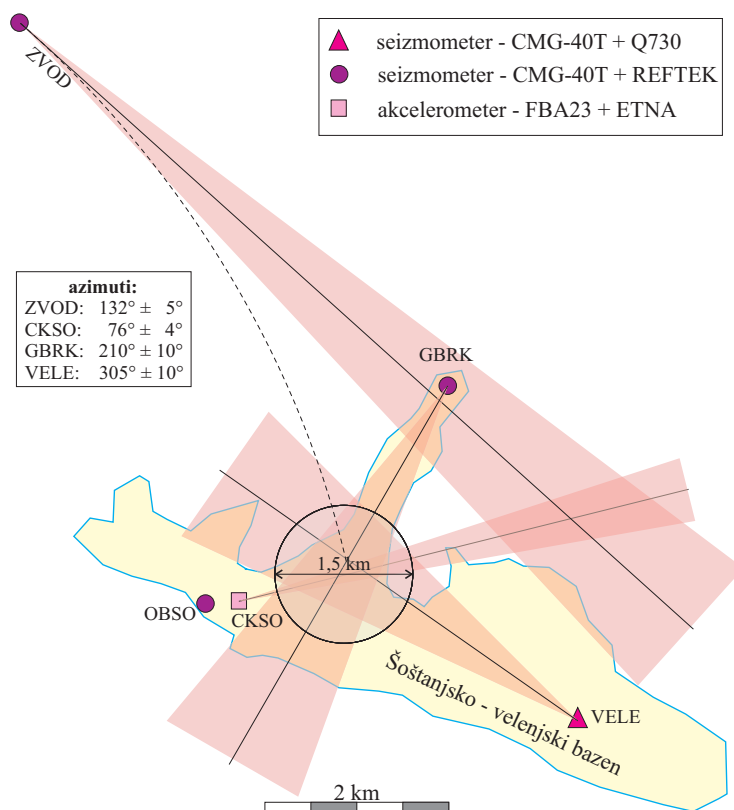 ZVOD
seizmometer - CMG-40T + Q730
seizmometer - CMG-40T + REFTEK
akcelerometer - FBA23 + ETNA
azimuti:
ZVOD: 132° ± 5°
CKSO: 76° ± 4°
GBRK: 210° ± 10°
VELE: 305° ± 10°
GBRK
1,5 km
OBSO
CKSO
Šoštanjsko - velenjski bazen
VELE
2 km